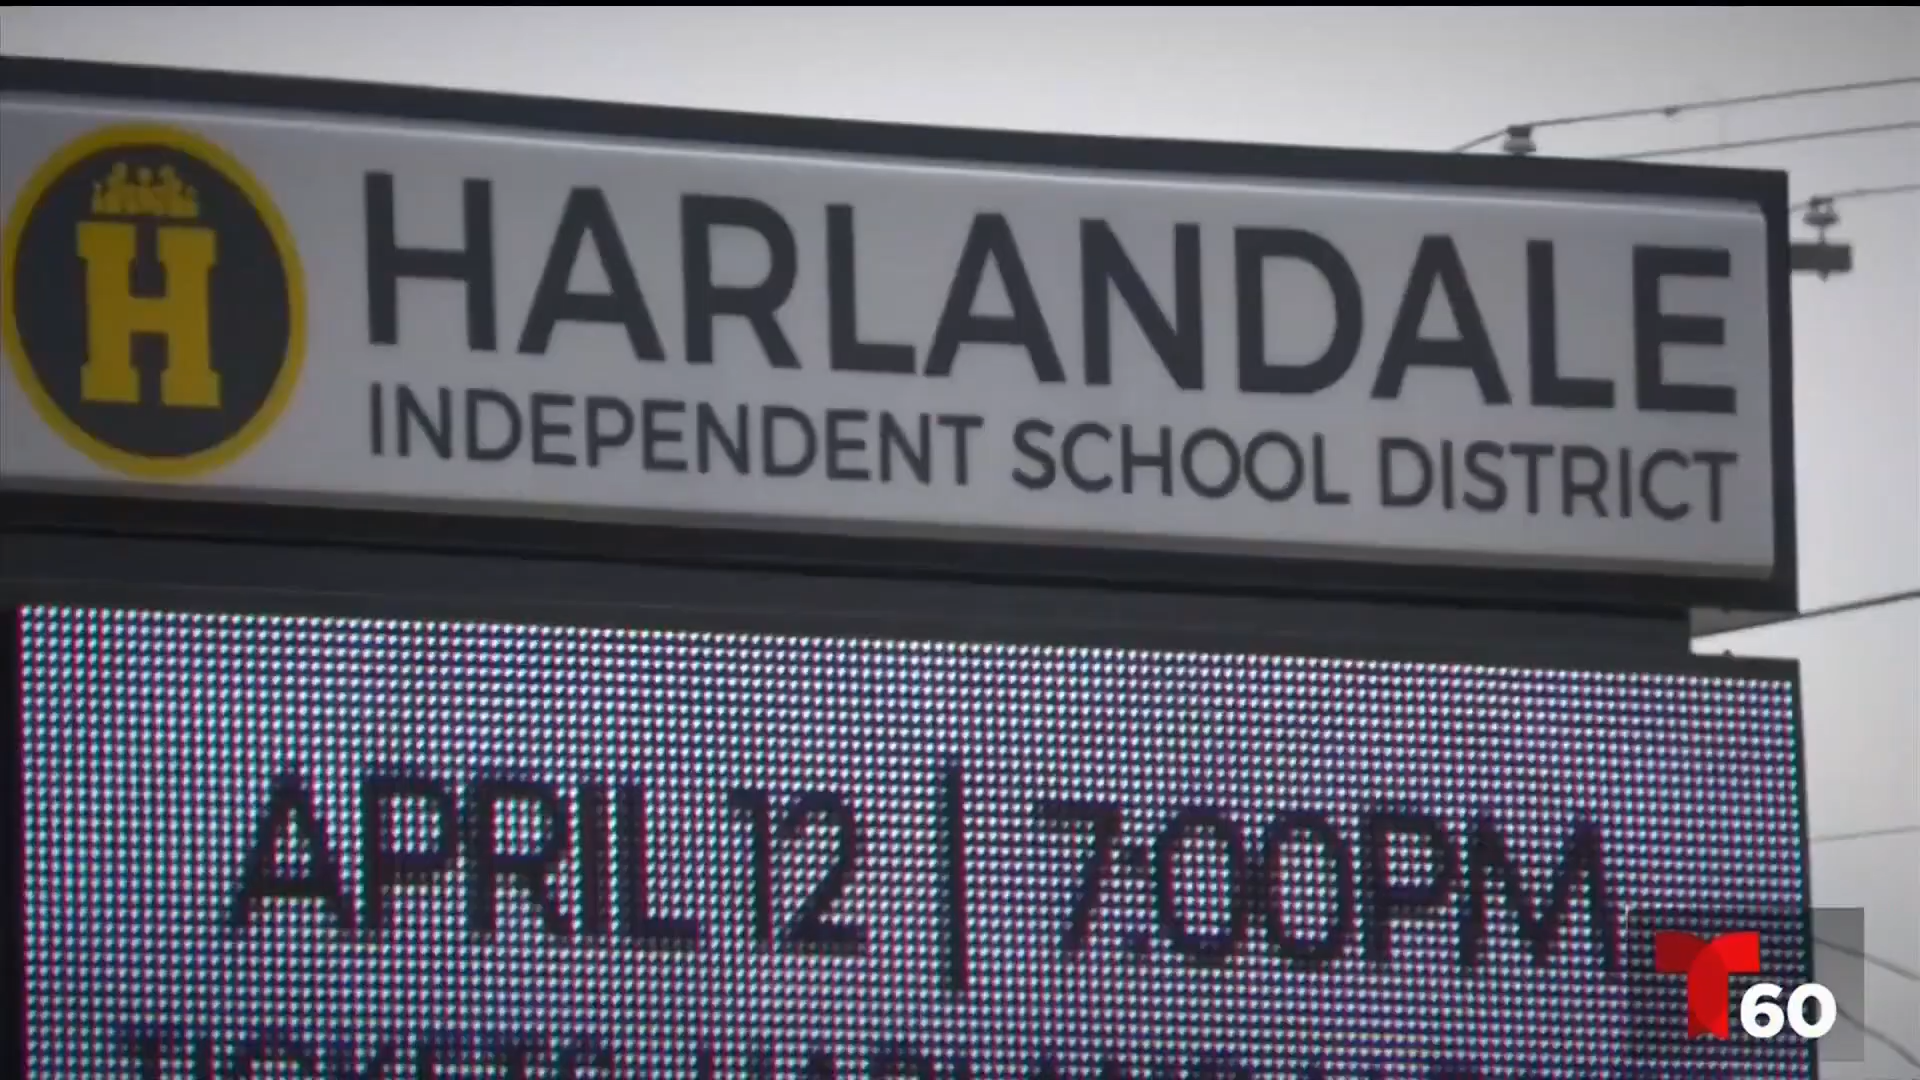 H
HARLANDALE
INDEPENDENT SCHOOL DISTRICT
APRIL 12 | 7:00PM
T 60